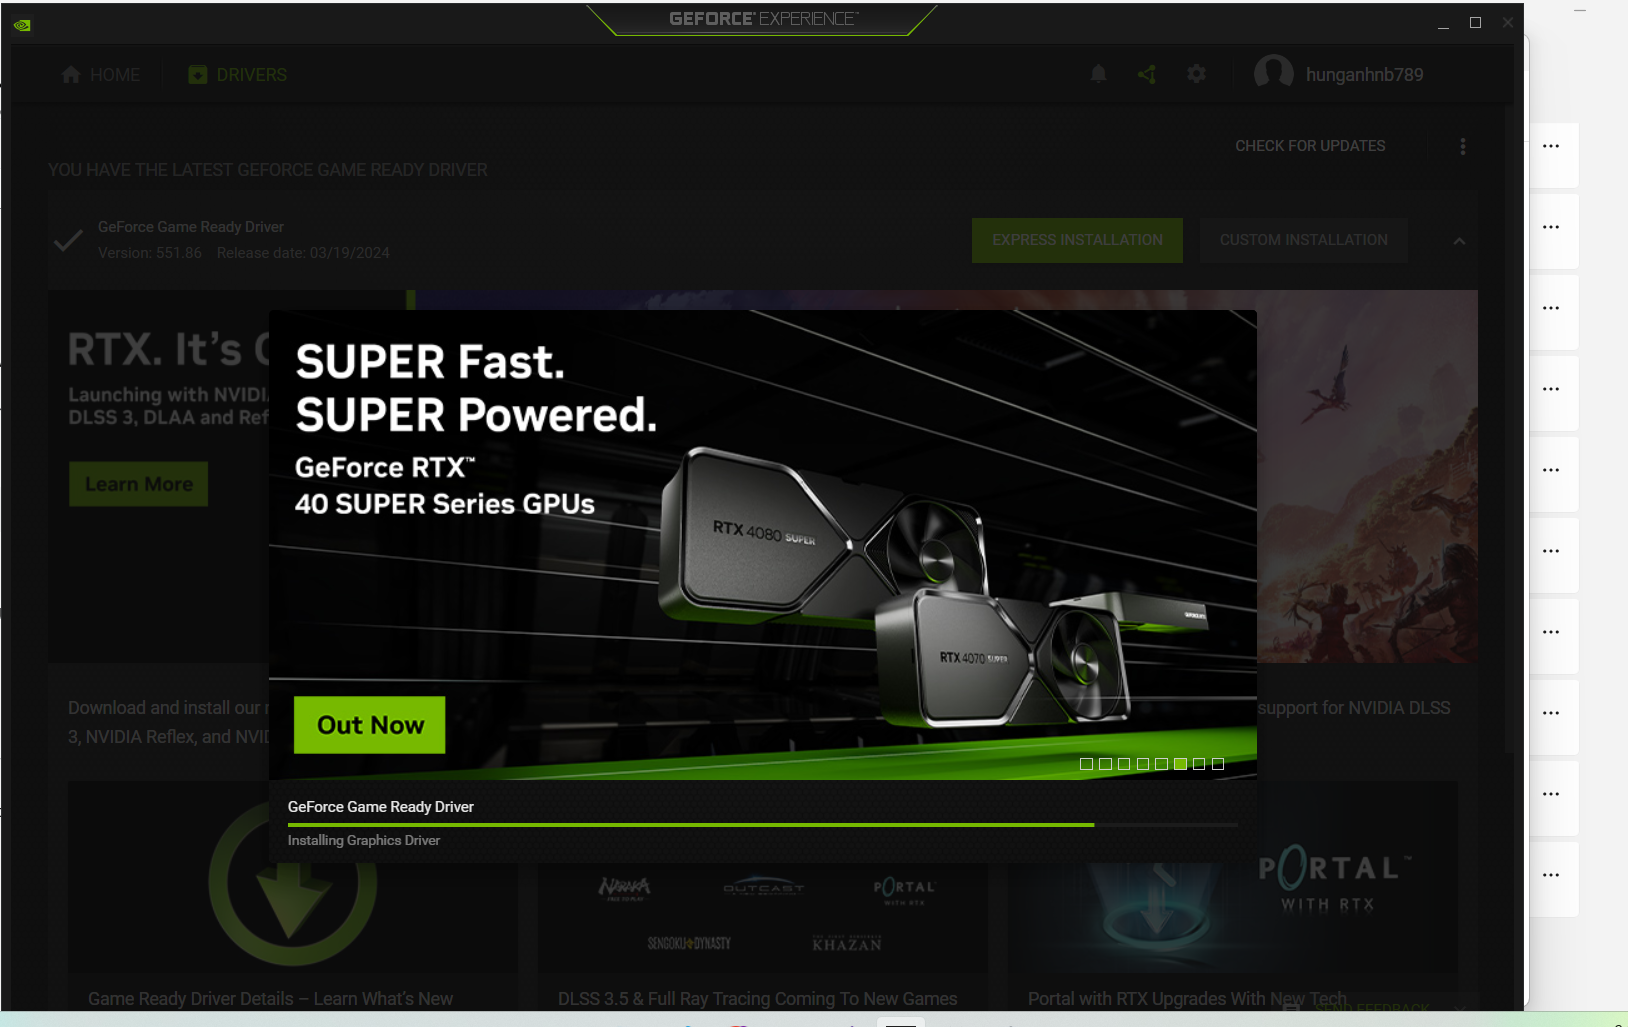 GEFORCE EXPERIENCE™
HOME
DRIVERS
hunganhnb789
CHECK FOR UPDATES
YOU HAVE THE LATEST GEFORCE GAME READY DRIVER
GeForce Game Ready Driver
Version: 551.86 Release date: 03/19/2024
EXPRESS INSTALLATION
CUSTOM INSTALLATION
RTX. It's
Launching with NVIDI
DLSS 3, DLAA and Ref
Learn More
SUPER Fast.
SUPER Powered.
GeForce RTX™
40 SUPER Series GPUs
RTX 4080 SUPER
RTX 4070 SUPER
Out Now
Download and install our
support for NVIDIA DLSS
3, NVIDIA Reflex, and NVID
GeForce Game Ready Driver
Installing Graphics Driver
NARAKA
OUTCAST
PORTAL™
WITH RTX
SENGOKU DYNASTY
KHAZAN
PORTAL™
WITH RTX
Game Ready Driver Details – Learn What's New
DLSS 3.5 & Full Ray Tracing Coming To New Games
Portal with RTX Upgrades With New Tech
SEND FEEDBACK